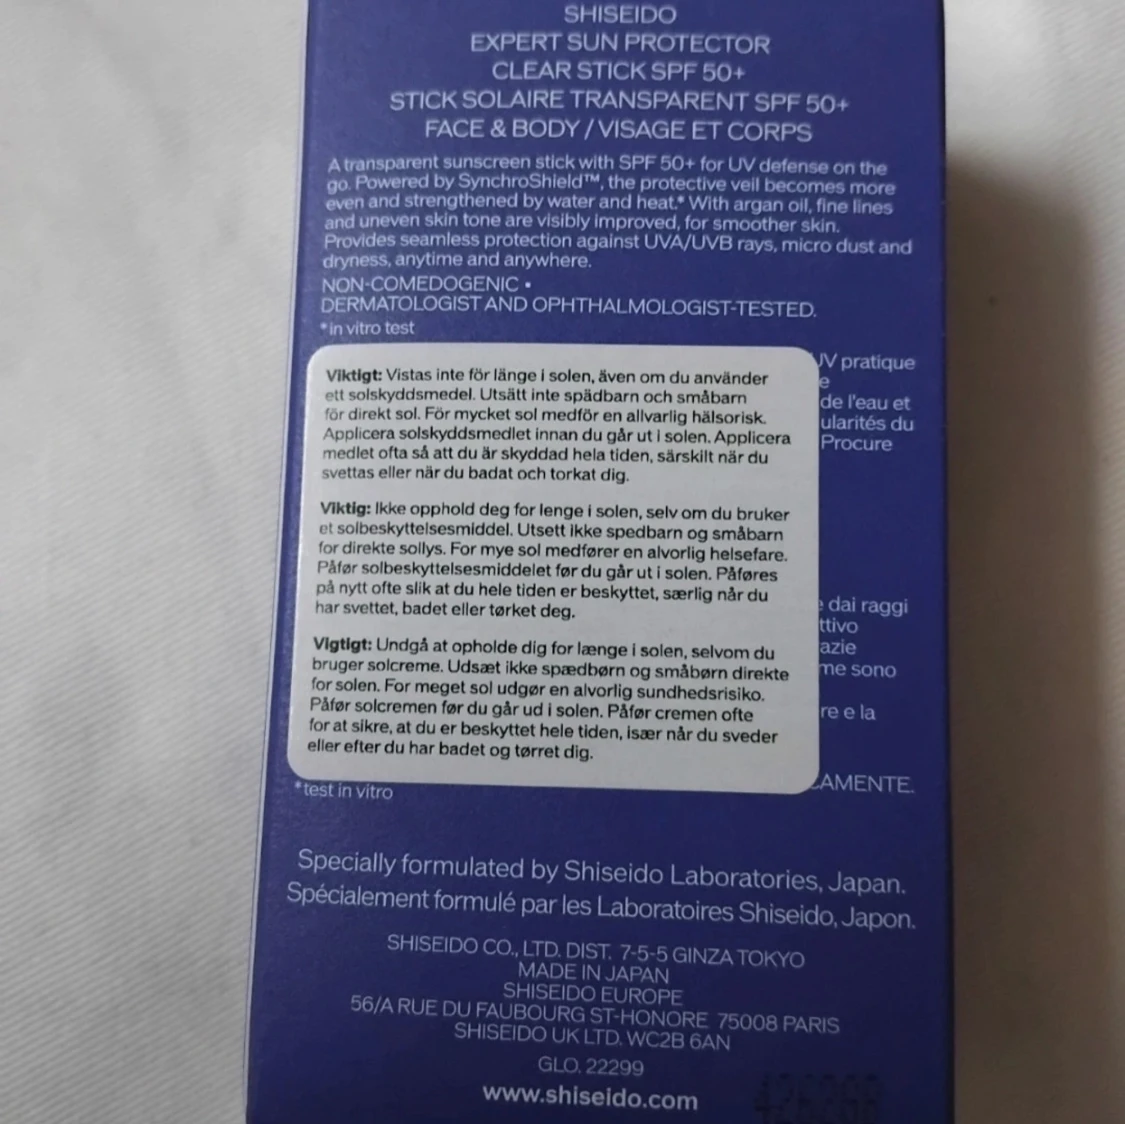 SHISEIDO
EXPERT SUN PROTECTOR
CLEAR STICK SPF 50+
STICK SOLAIRE TRANSPARENT SPF 50+
FACE & BODY / VISAGE ET CORPS
A transparent sunscreen stick with SPF 50+ for UV defense on the
go. Powered by SynchroShield™, the protective veil becomes more
even and strengthened by water and heat.* With argan oil, fine lines
and uneven skin tone are visibly improved, for smoother skin.
Provides seamless protection against UVA/UVB rays, micro dust and
dryness, anytime and anywhere.
NON-COMEDOGENIC •
DERMATOLOGIST AND OPHTHALMOLOGIST-TESTED.
*in vitro test
UV pratique
e
de l'eau et
ularités du
Procure
Viktigt: Vistas inte för länge i solen, även om du använder
ett solskyddsmedel. Utsätt inte spädbarn och småbarn
för direkt sol. För mycket sol medför en allvarlig hälsorisk.
Applicera solskyddsmedlet innan du går ut i solen. Applicera
medlet ofta så att du är skyddad hela tiden, särskilt när du
svettas eller när du badat och torkat dig.
Viktig: Ikke opphold deg for lenge i solen, selv om du bruker
et solbeskyttelsesmiddel. Utsett ikke spedbarn og småbarn
for direkte sollys. For mye sol medfører en alvorlig helsefare.
Påfør solbeskyttelsesmiddelet før du går ut i solen. Påføres
på nytt ofte slik at du hele tiden er beskyttet, særlig når du
har svettet, badet eller tørket deg.
Vigtigt: Undgå at opholde dig for længe i solen, selvom du
bruger solcreme. Udsæt ikke spædbørn og småbørn direkte
for solen. For meget sol udgør en alvorlig sundhedsrisiko.
Påfør solcremen før du går ud i solen. Påfør cremen ofte
for at sikre, at du er beskyttet hele tiden, især når du sveder
eller efter du har badet og tørret dig.
e dai raggi
ttivo
azie
me sono
re e la
CAMENTE.
*test in vitro
Specially formulated by Shiseido Laboratories, Japan.
Spécialement formulé par les Laboratoires Shiseido, Japon.
SHISEIDO CO., LTD. DIST. 7-5-5 GINZA TOKYO
MADE IN JAPAN
SHISEIDO EUROPE
56/A RUE DU FAUBOURG ST-HONORE 75008 PARIS
SHISEIDO UK LTD. WC2B 6AN
GLO. 22299
www.shiseido.com